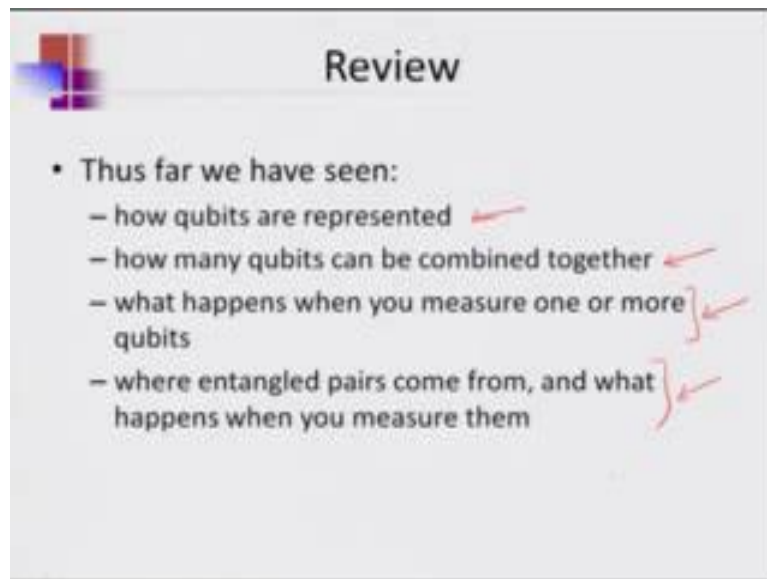 Review
• Thus far we have seen:
– how qubits are represented
– how many qubits can be combined together
– what happens when you measure one or more
qubits
– where entangled pairs come from, and what
happens when you measure them